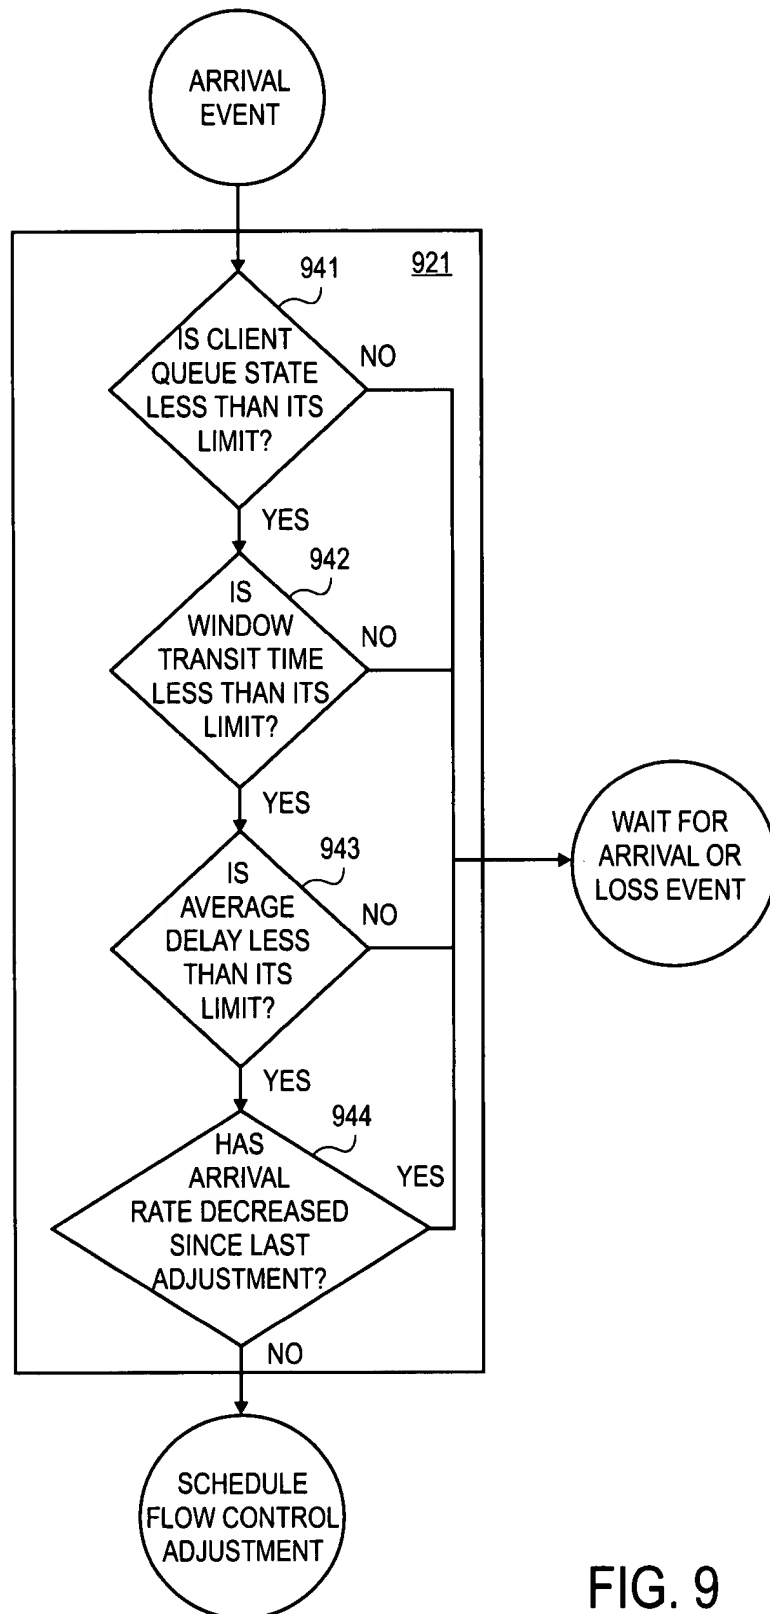 ARRIVAL
EVENT
921
941
IS CLIENT
QUEUE STATE
LESS THAN ITS
LIMIT?
NO
YES
942
IS
WINDOW
TRANSIT TIME
LESS THAN ITS
LIMIT?
NO
YES
943
IS
AVERAGE
DELAY LESS
THAN ITS
LIMIT?
NO
WAIT FOR
ARRIVAL OR
LOSS EVENT
YES
944
HAS
ARRIVAL
RATE DECREASED
SINCE LAST
ADJUSTMENT?
YES
NO
SCHEDULE
FLOW CONTROL
ADJUSTMENT
FIG. 9